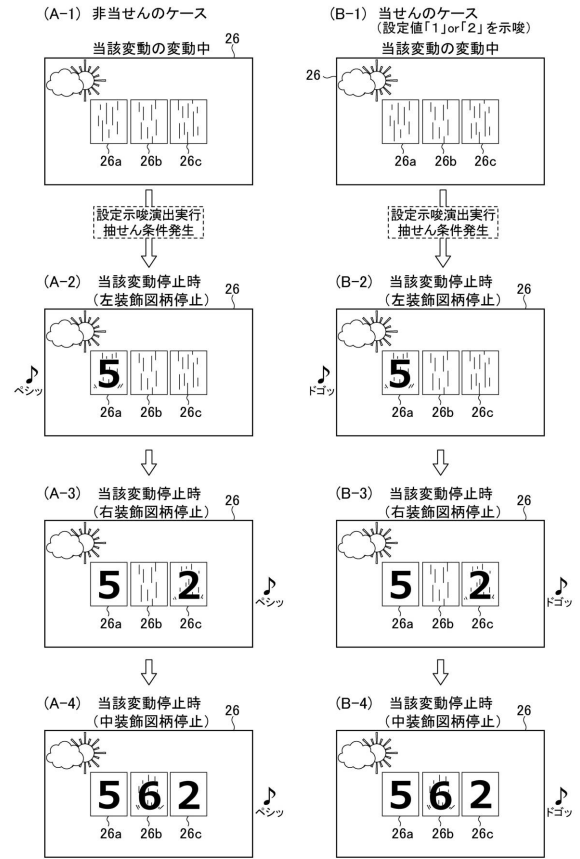 (A-1) 非当せんのケース
当該変動の変動中
26
26a 26b 26c
設定示唆演出実行
抽せん条件発生
(A-2) 当該変動停止時
(左装飾図柄停止)
26
5
♪
ペシッ
26a 26b 26c
(A-3) 当該変動停止時
(右装飾図柄停止)
26
5 2
♪
ペシッ
26a 26b 26c
(A-4) 当該変動停止時
(中装飾図柄停止)
26
5 6 2
♪
ペシッ
26a 26b 26c
(B-1) 当せんのケース
(設定値「1」or「2」を示唆)
当該変動の変動中
26
26a 26b 26c
設定示唆演出実行
抽せん条件発生
(B-2) 当該変動停止時
(左装飾図柄停止)
26
5
♪
ドゴッ
26a 26b 26c
(B-3) 当該変動停止時
(右装飾図柄停止)
26
5 2
♪
ドゴッ
26a 26b 26c
(B-4) 当該変動停止時
(中装飾図柄停止)
26
5 6 2
♪
ドゴッ
26a 26b 26c